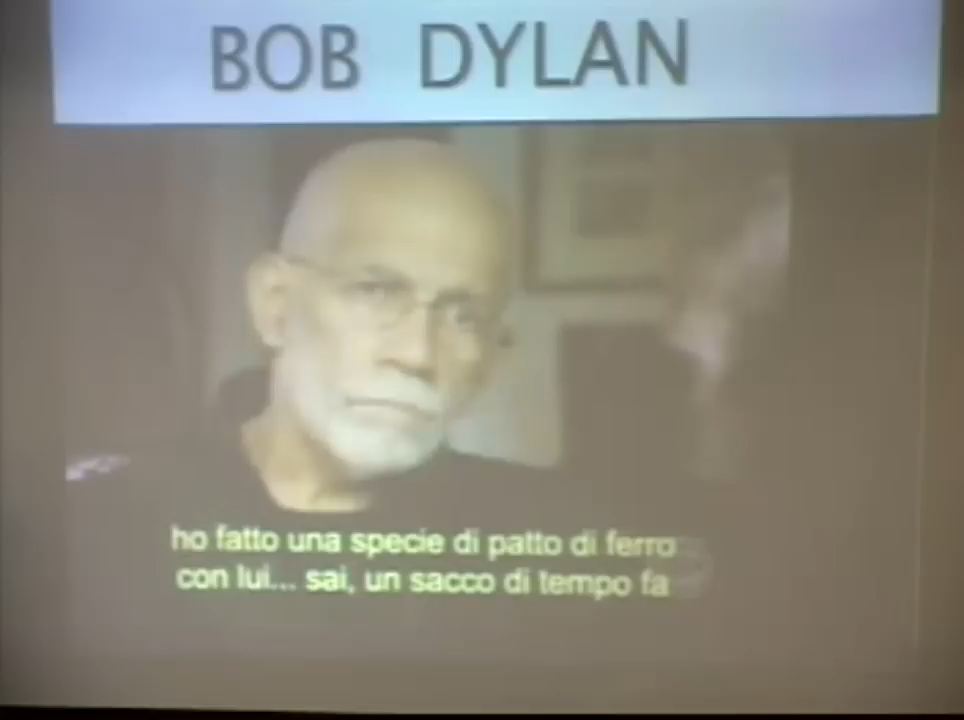 BOB DYLAN
ho fatto una specie di patto di ferro
con lui... sai, un sacco di tempo fa